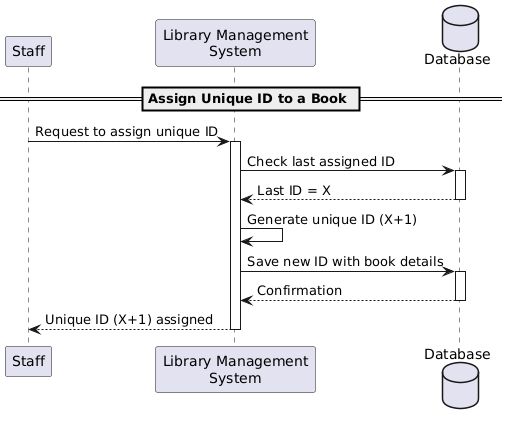 Staff
Library Management
System
Database
Assign Unique ID to a Book
Request to assign unique ID
Check last assigned ID
Last ID = X
Generate unique ID (X+1)
Save new ID with book details
Confirmation
Unique ID (X+1) assigned
Staff
Library Management
System
Database